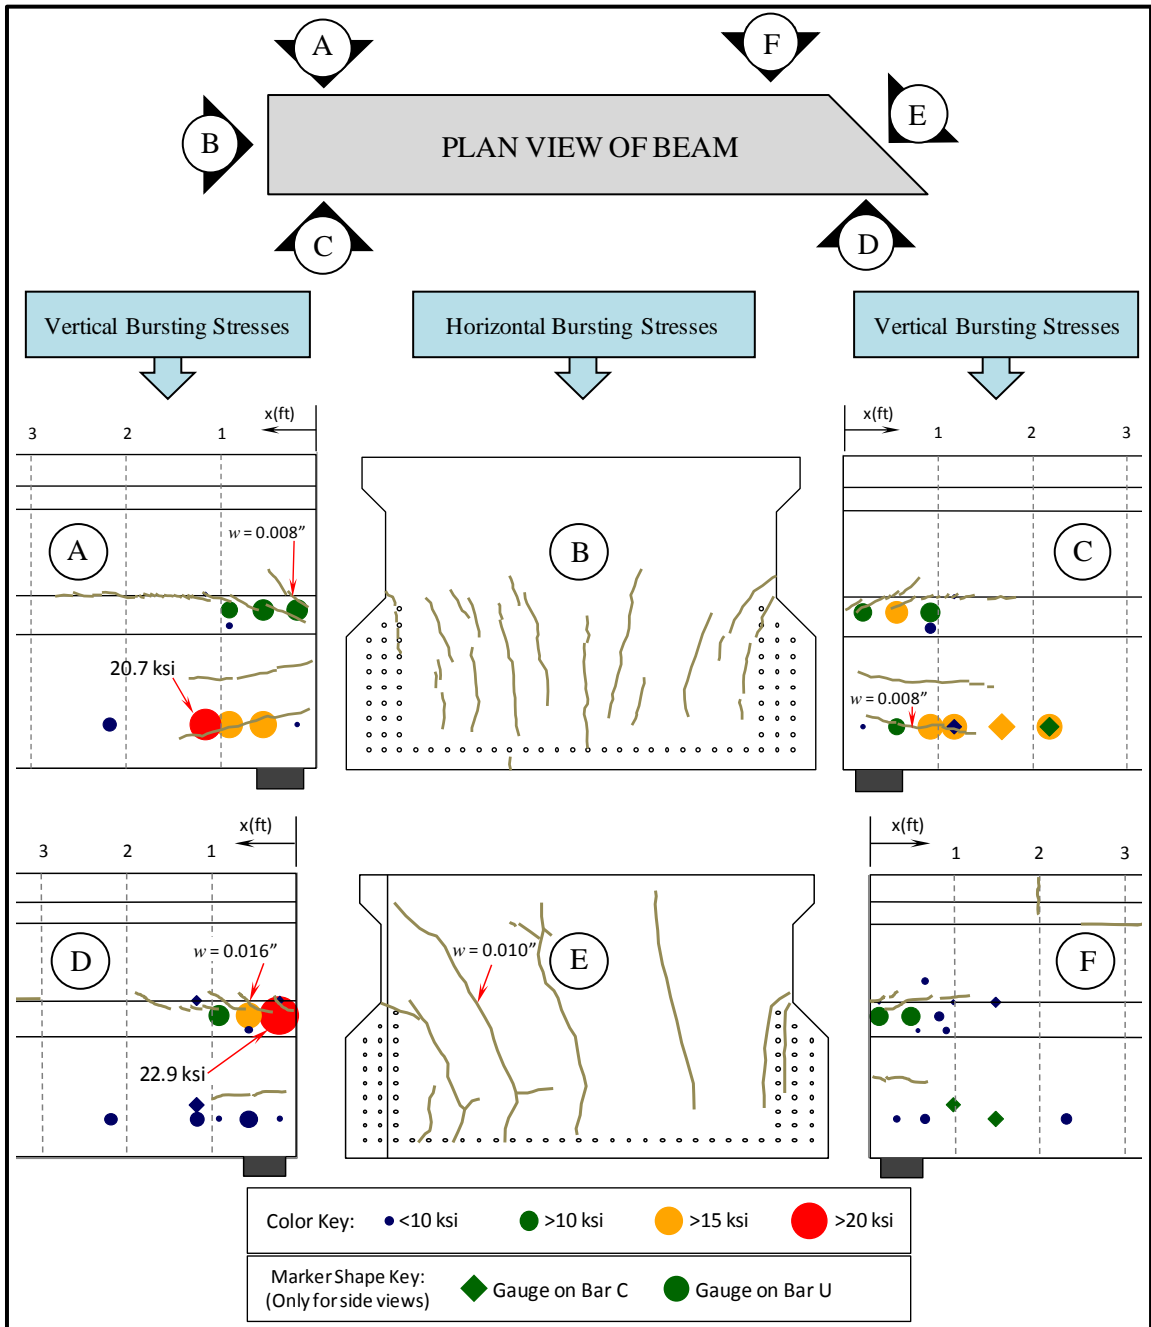 A
F
E
B
PLAN VIEW OF BEAM
C
D
Vertical Bursting Stresses
Horizontal Bursting Stresses
Vertical Bursting Stresses
x(ft)
3 2 1
x(ft)
1 2 3
A
w = 0.008"
B
C
20.7 ksi
w = 0.008"
x(ft)
3 2 1
x(ft)
1 2 3
D
w = 0.016"
w = 0.010"
E
F
22.9 ksi
Color Key: <10 ksi >10 ksi >15 ksi >20 ksi
Marker Shape Key:
(Only for side views)
Gauge on Bar C Gauge on Bar U